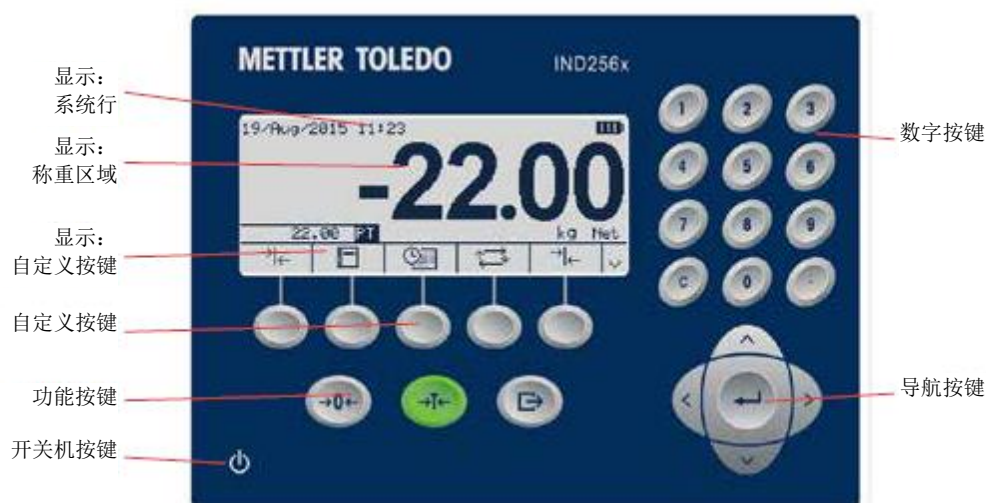 METTLER TOLEDO
IND256x
显示：
系统行
19/Aug/2015 11:23
显示：
称重区域
-22.00
22.00 PT
kg Net
显示：
自定义按键
自定义按键
功能按键
→0←
→T←
开关机按键
1 2 3
4 5 6
7 8 9
C 0 .
数字按键
导航按键